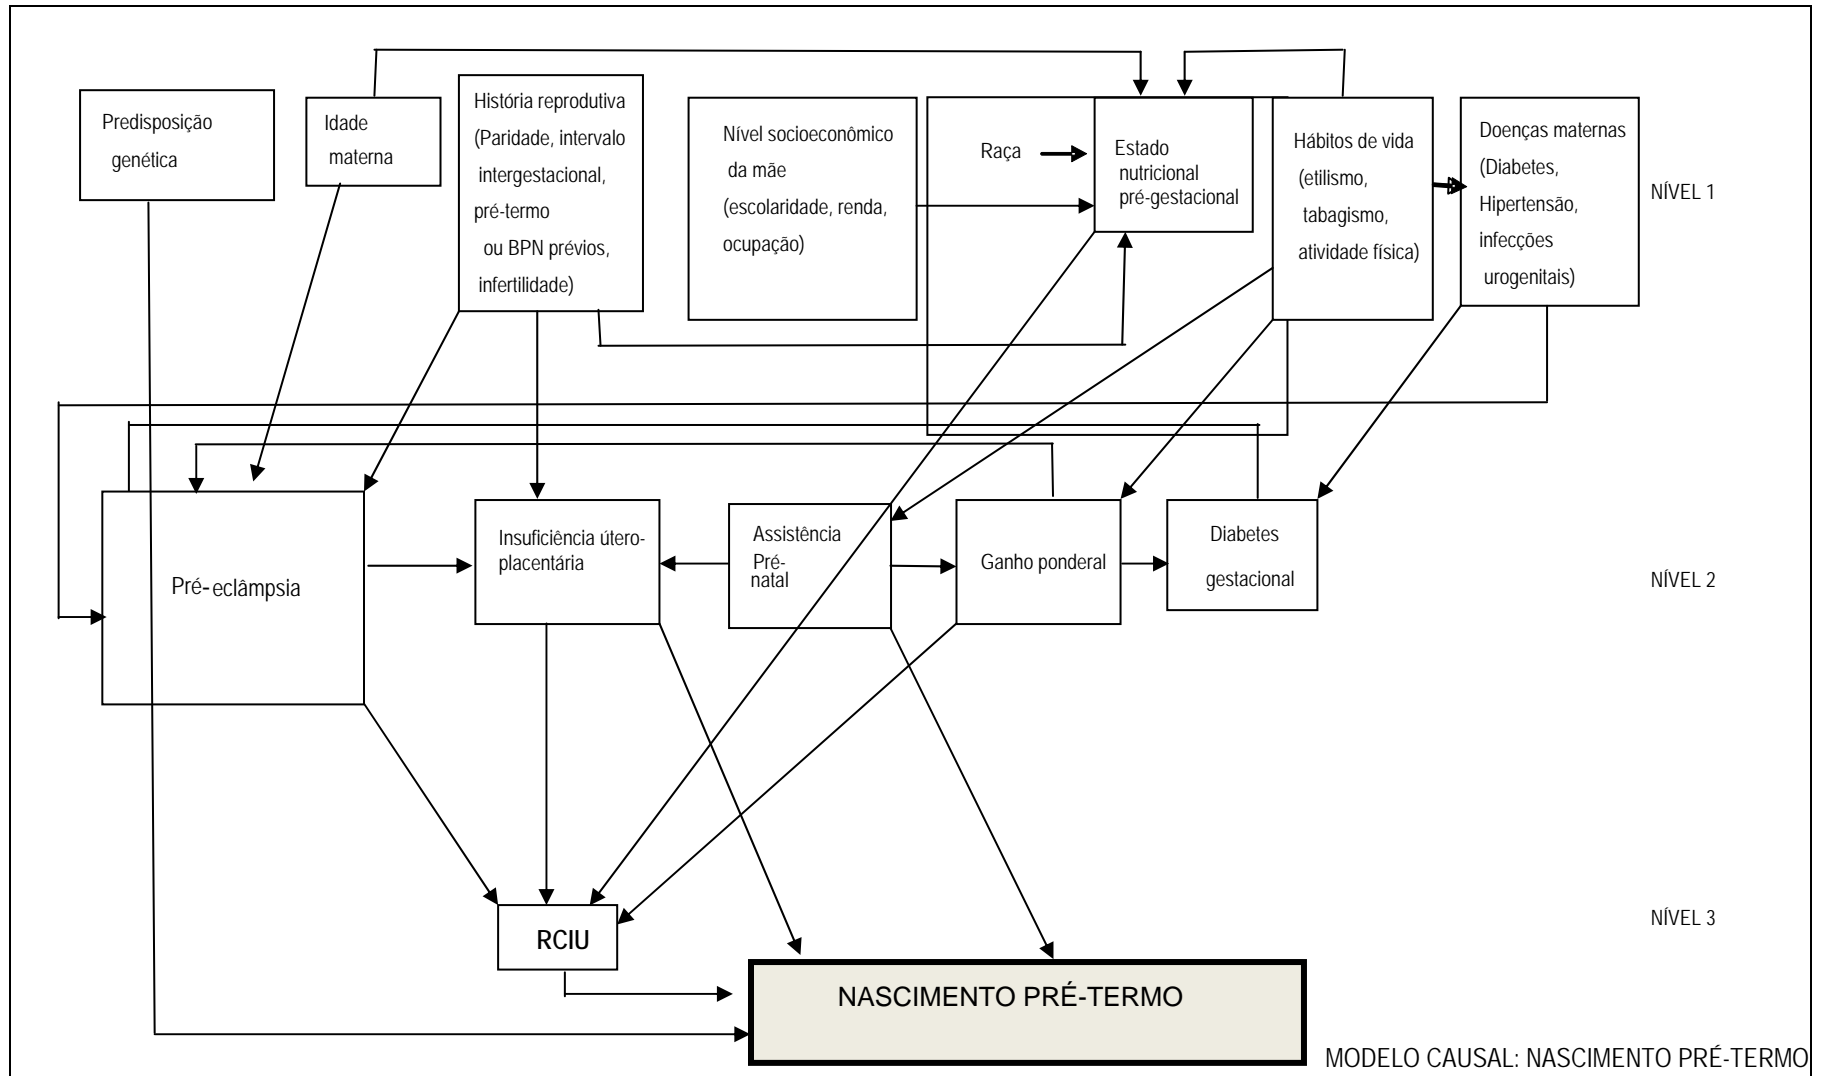 Predisposição
genética
Idade
materna
História reprodutiva
(Paridade, intervalo
intergestacional,
pré-termo
ou BPN prévios,
infertilidade)
Nível socioeconômico
da mãe
(escolaridade, renda,
ocupação)
Raça
Estado
nutricional
pré-gestacional
Hábitos de vida
(etilismo,
tabagismo,
atividade física)
Doenças maternas
(Diabetes,
Hipertensão,
infecções
urogenitais)
NÍVEL 1
Pré-eclâmpsia
Insuficiência útero-
placentária
Assistência
Pré-
natal
Ganho ponderal
Diabetes
gestacional
NÍVEL 2
RCIU
NÍVEL 3
NASCIMENTO PRÉ-TERMO
MODELO CAUSAL: NASCIMENTO PRÉ-TERMO